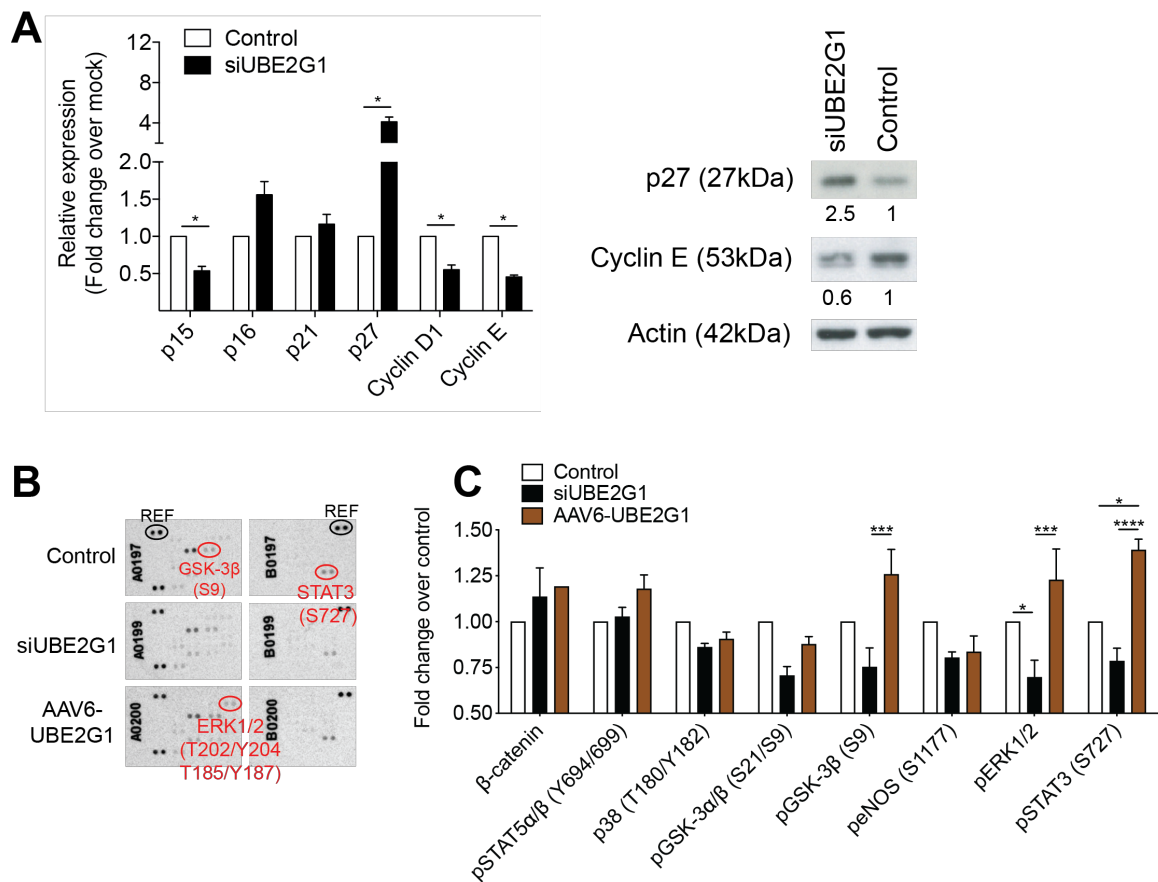 A
Control
siUBE2G1
Relative expression
(Fold change over mock)
12
8
4
2.0
1.5
1.0
0.5
*
*
*
*
p15
p16
p21
p27
Cyclin D1
Cyclin E
siUBE2G1
Control
p27 (27kDa)
2.5 1
Cyclin E (53kDa)
0.6 1
Actin (42kDa)
B
REF
REF
Control
A0197
GSK-3β
(S9)
B0197
STAT3
(S727)
siUBE2G1
A0199
B0199
AAV6-
UBE2G1
A0200
ERK1/2
(T202/Y204
T185/Y187)
B0200
C
Control
siUBE2G1
AAV6-UBE2G1
Fold change over control
1.50
1.25
1.00
0.75
0.50
***
*
***
*
****
β-catenin
pSTAT5α/β (Y694/699)
p38 (T180/Y182)
pGSK-3α/β (S21/S9)
pGSK-3β (S9)
peNOS (S1177)
pERK1/2
pSTAT3 (S727)